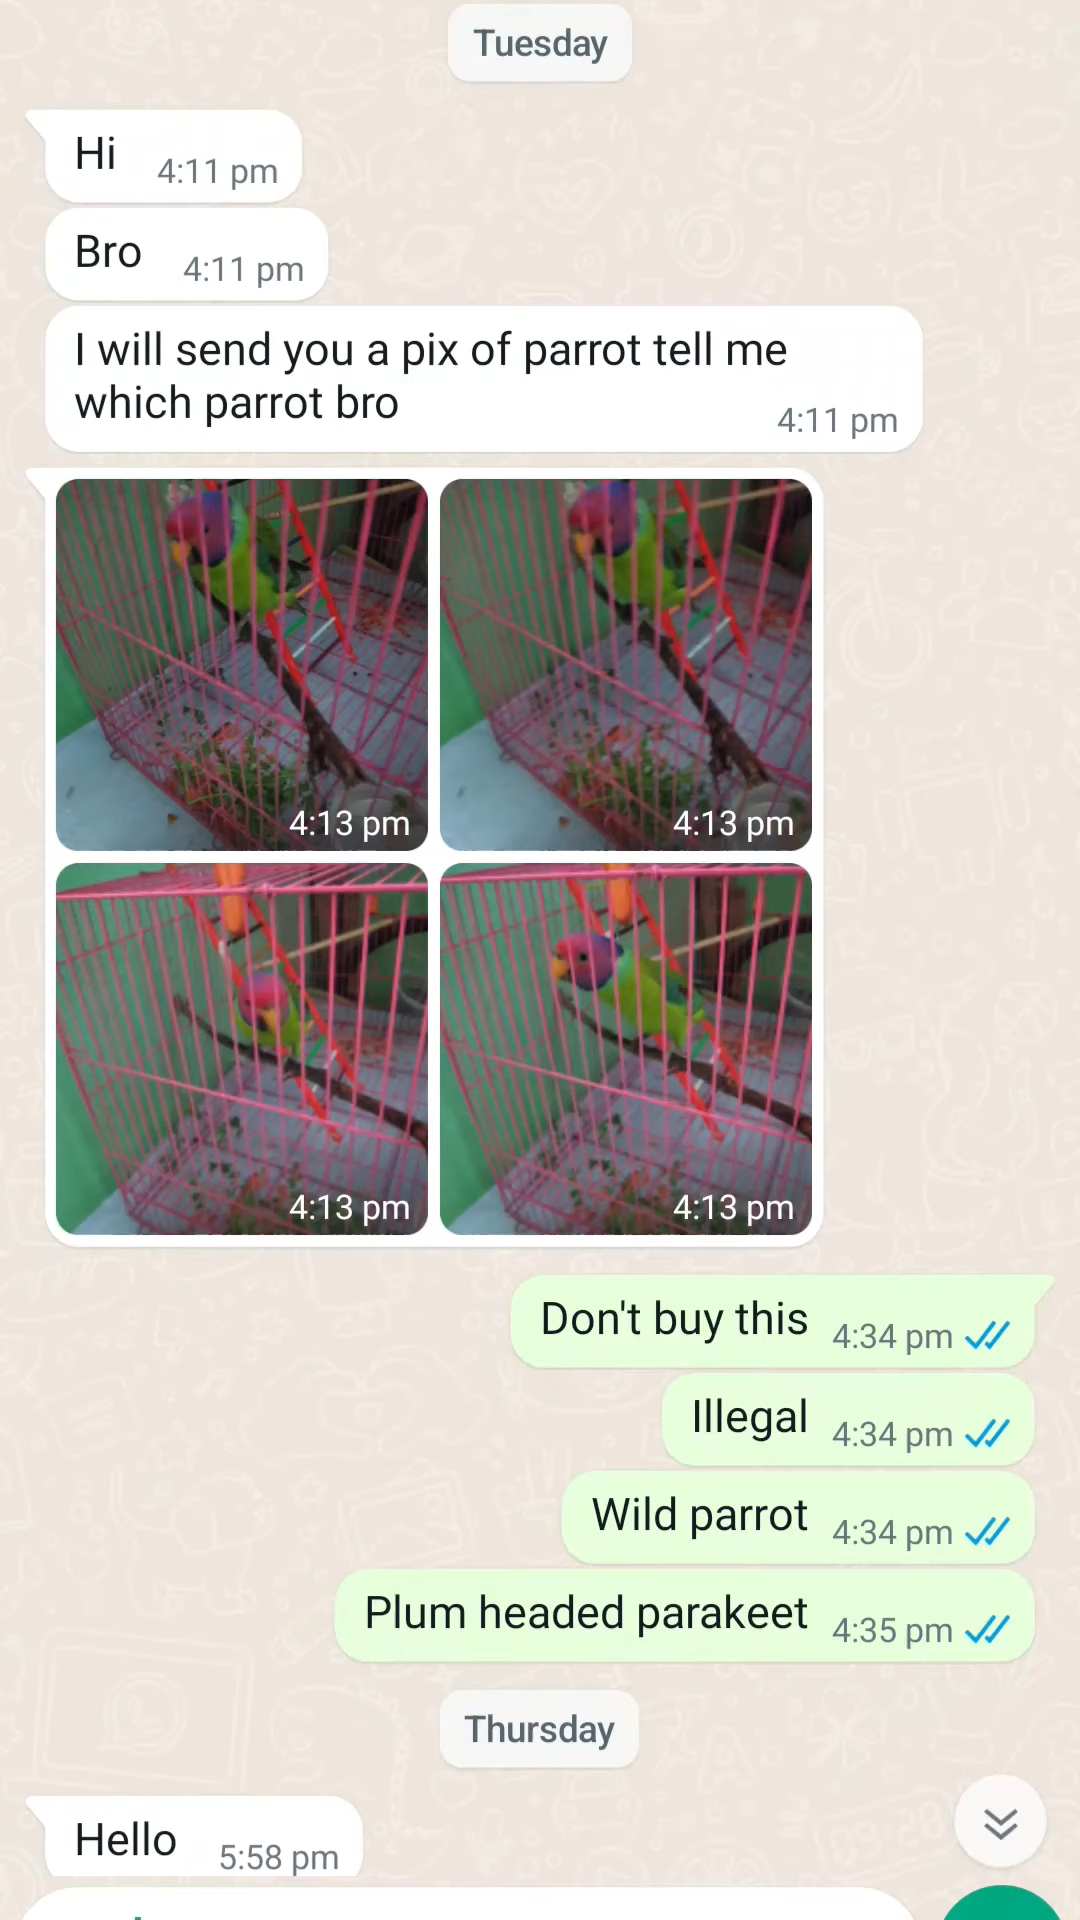 Tuesday
Hi 4:11 pm
Bro 4:11 pm
I will send you a pix of parrot tell me
which parrot bro 4:11 pm
4:13 pm 4:13 pm
4:13 pm 4:13 pm
Don't buy this 4:34 pm
Illegal 4:34 pm
Wild parrot 4:34 pm
Plum headed parakeet 4:35 pm
Thursday
Hello 5:58 pm